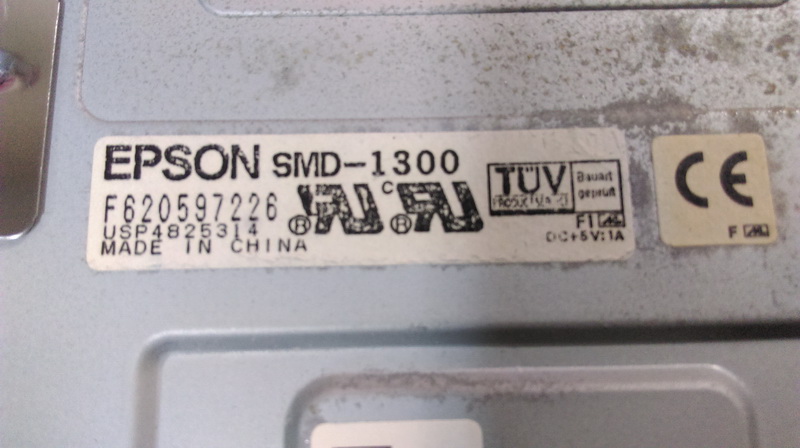 EPSON SMD-1300
F620597226
USP4825314
MADE IN CHINA
TÜV
Bauart
geprüft
DC+5V:1A
CE